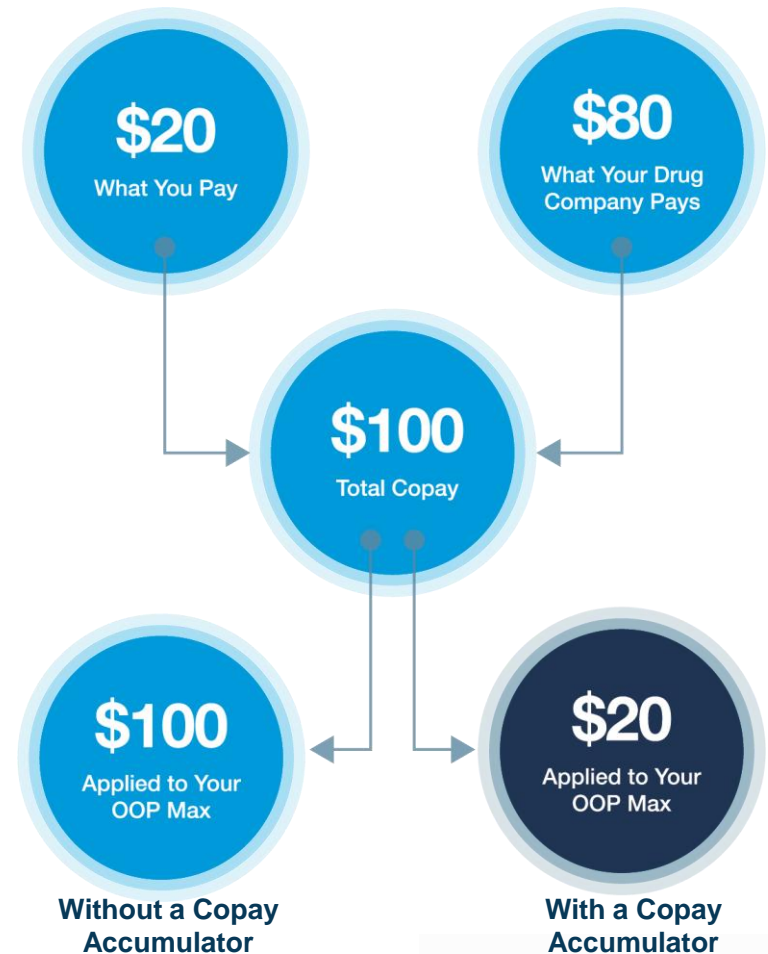 $20
What You Pay
$80
What Your Drug
Company Pays
$100
Total Copay
$100
Applied to Your
OOP Max
$20
Applied to Your
OOP Max
Without a Copay
Accumulator
With a Copay
Accumulator